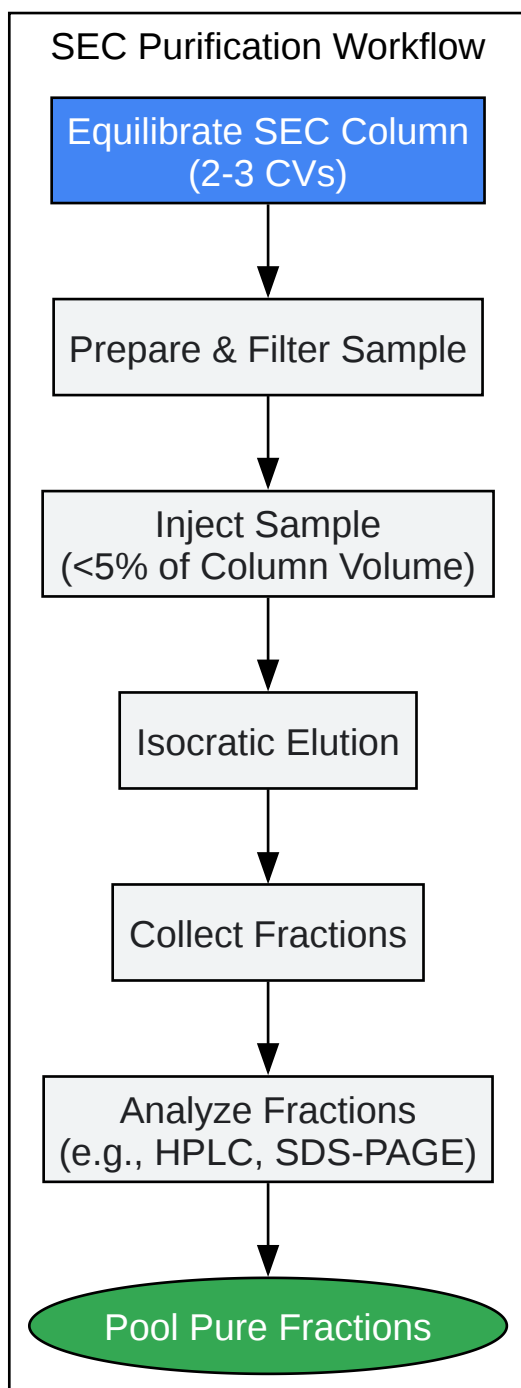 SEC Purification Workflow
Equilibrate SEC Column
(2-3 CVs)
Prepare & Filter Sample
Inject Sample
(<5% of Column Volume)
Isocratic Elution
Collect Fractions
Analyze Fractions
(e.g., HPLC, SDS-PAGE)
Pool Pure Fractions